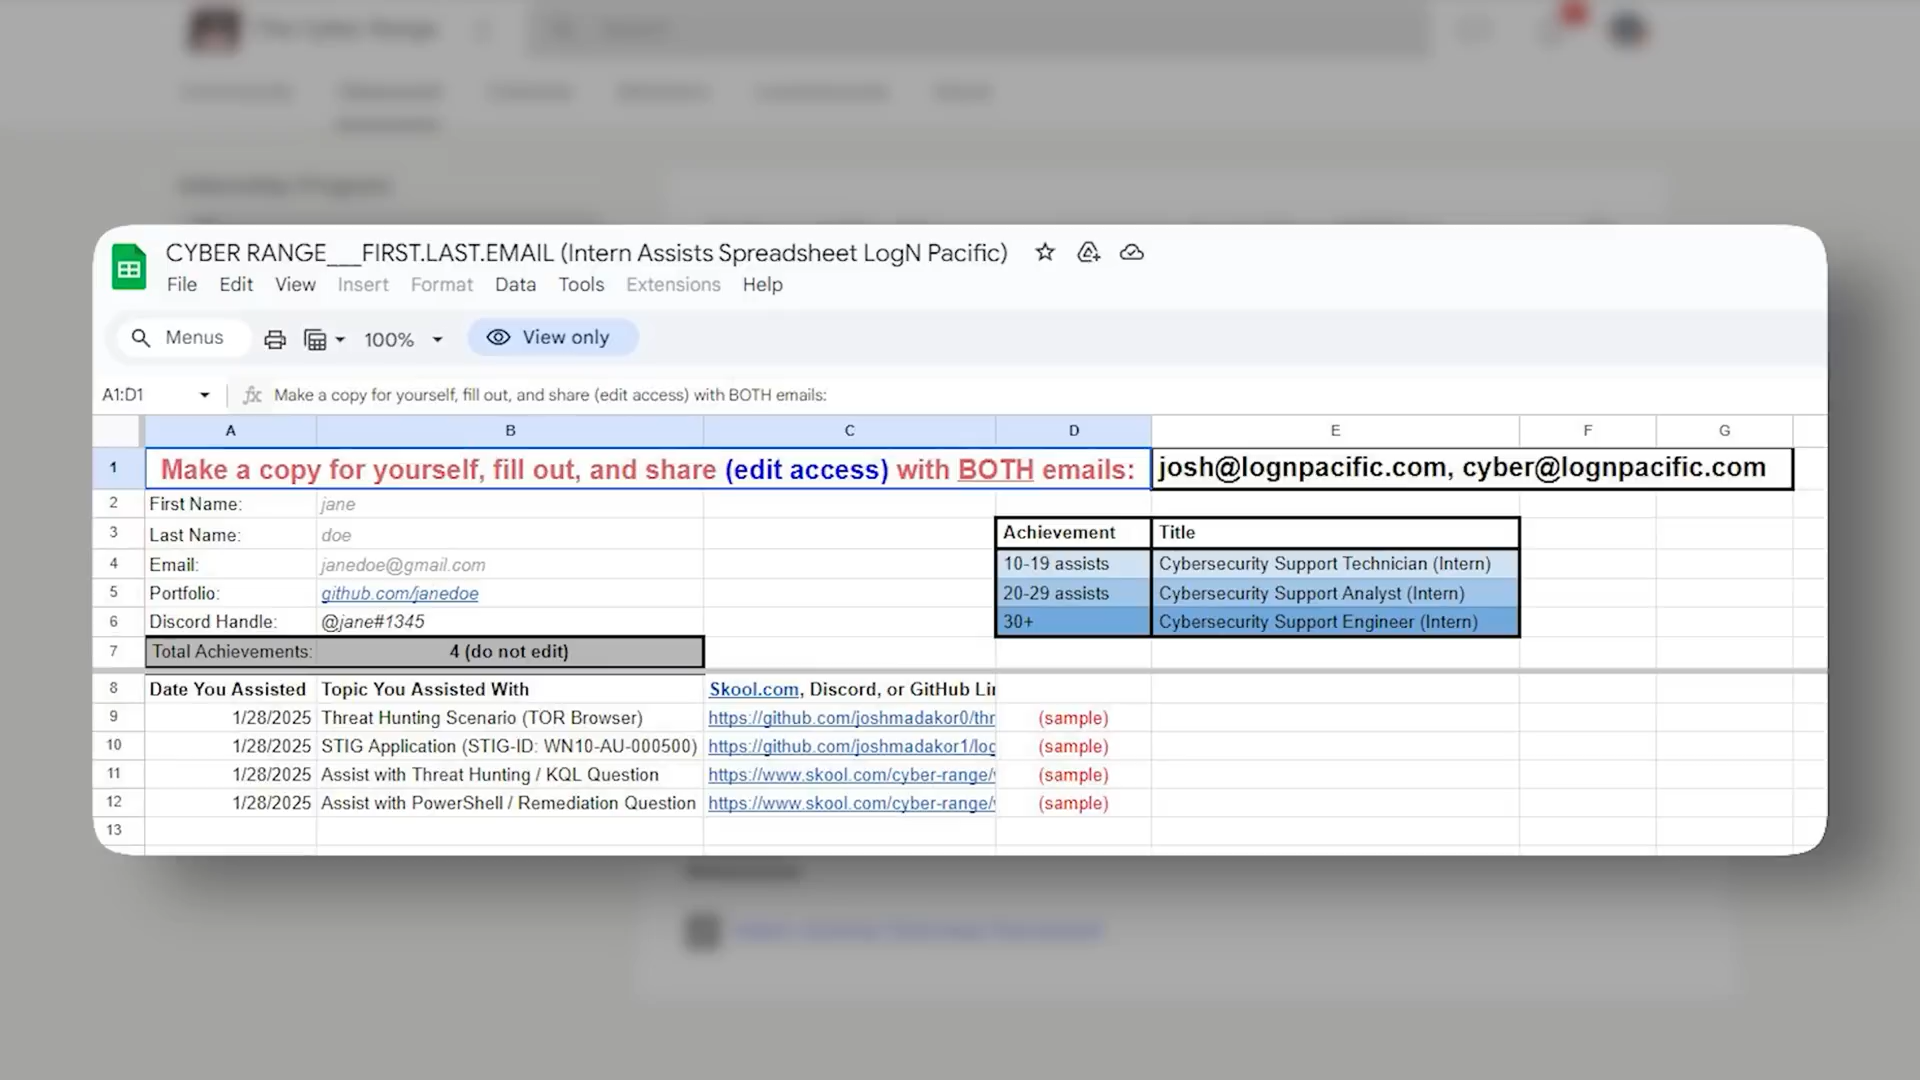 CYBER RANGE___FIRST.LAST.EMAIL (Intern Assists Spreadsheet LogN Pacific)
File Edit View Insert Format Data Tools Extensions Help
Menus 100% View only
A1:D1 fx Make a copy for yourself, fill out, and share (edit access) with BOTH emails:
A B C D E F G
1 Make a copy for yourself, fill out, and share (edit access) with BOTH emails: josh@lognpacific.com, cyber@lognpacific.com
2 First Name: jane
3 Last Name: doe Achievement Title
4 Email: janedoe@gmail.com 10-19 assists Cybersecurity Support Technician (Intern)
5 Portfolio: github.com/janedoe 20-29 assists Cybersecurity Support Analyst (Intern)
6 Discord Handle: @jane#1345 30+ Cybersecurity Support Engineer (Intern)
7 Total Achievements: 4 (do not edit)
8 Date You Assisted Topic You Assisted With Skool.com, Discord, or GitHub Lin
9 1/28/2025 Threat Hunting Scenario (TOR Browser) https://github.com/joshmadakor0/thr (sample)
10 1/28/2025 STIG Application (STIG-ID: WN10-AU-000500) https://github.com/joshmadakor1/log (sample)
11 1/28/2025 Assist with Threat Hunting / KQL Question https://www.skool.com/cyber-range/ (sample)
12 1/28/2025 Assist with PowerShell / Remediation Question https://www.skool.com/cyber-range/ (sample)
13